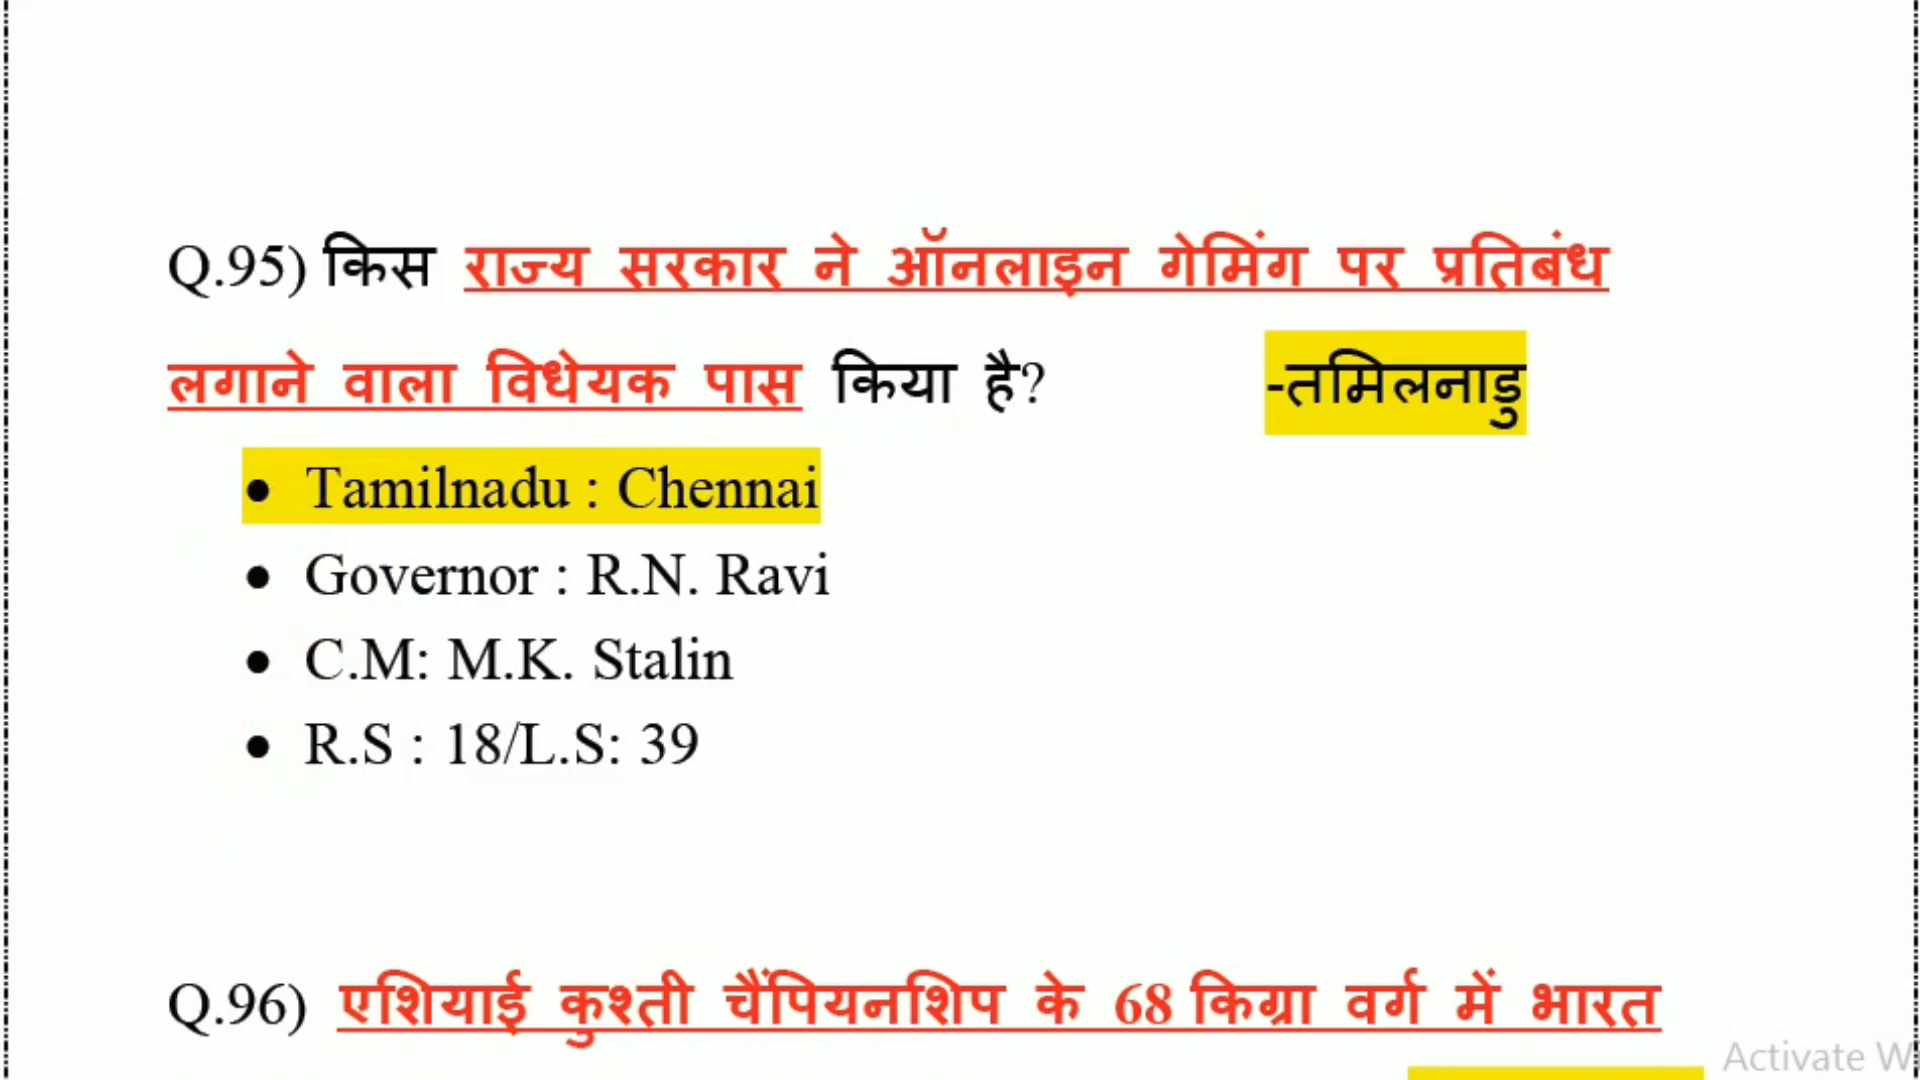 Q.95) किस राज्य सरकार ने ऑनलाइन गेमिंग पर प्रतिबंध
लगाने वाला विधेयक पास किया है? -तमिलनाडु
• Tamilnadu : Chennai
• Governor : R.N. Ravi
• C.M: M.K. Stalin
• R.S : 18/L.S: 39
Q.96) एशियाई कुश्ती चैंपियनशिप के 68 किग्रा वर्ग में भारत
Activate W